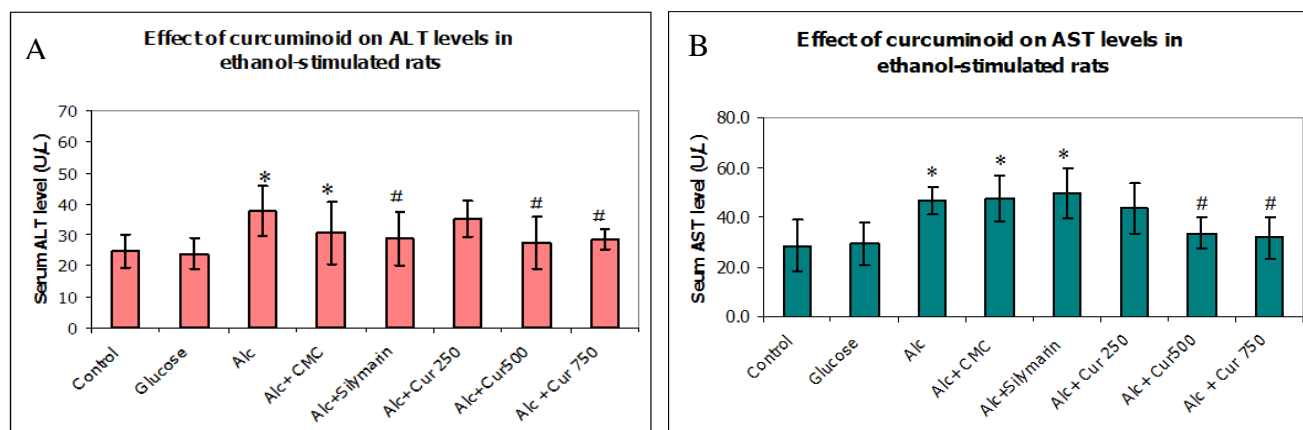 A
Effect of curcuminoid on ALT levels in
ethanol-stimulated rats
Serum ALT level (U/L)
70
60
50
40
30
20
10
0
*
*
#
#
#
Control
Glucose
Alc
Alc+ CMC
Alc+Silymarin
Alc+Cur 250
Alc+Cur500
Alc +Cur 750
B
Effect of curcuminoid on AST levels in
ethanol-stimulated rats
Seum AST level (U/L)
80.0
60.0
40.0
20.0
0.0
*
*
*
#
#
Control
Glucose
Alc
Alc+ CMC
Alc+Silymarin
Alc+ Cur 250
Alc+ Cur500
Alc + Cur 750